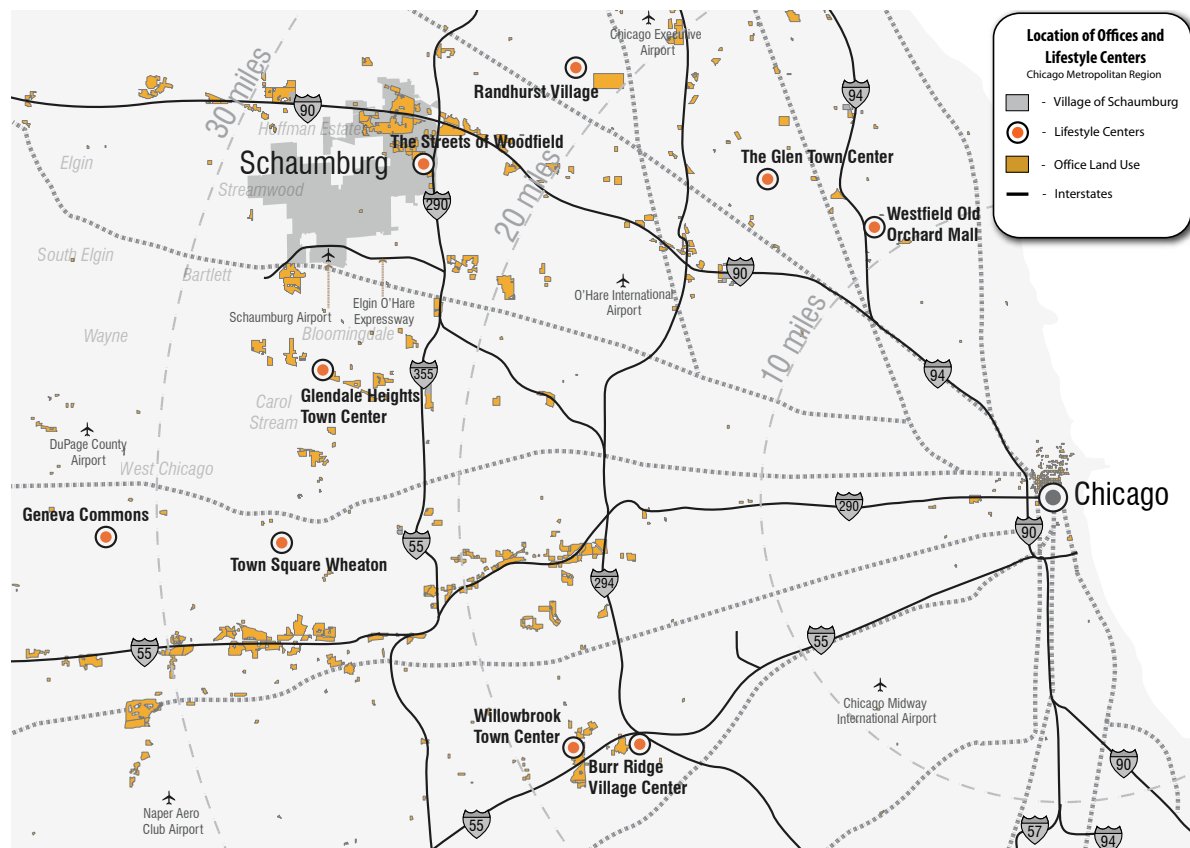 Location of Offices and
Lifestyle Centers
Chicago Metropolitan Region
- Village of Schaumburg
- Lifestyle Centers
- Office Land Use
- Interstates
Chicago Executive
Airport
30 miles
Randhurst Village
90
94
Hoffman Estates
The Streets of Woodfield
Elgin
Schaumburg
The Glen Town Center
Streamwood
290
20 miles
Westfield Old
Orchard Mall
South Elgin
Bartlett
90
O'Hare International
Airport
Elgin O'Hare
Expressway
Schaumburg Airport
Wayne
Bloomingdale
10 miles
355
94
Glendale Heights
Town Center
Carol
Stream
DuPage County
Airport
West Chicago
Chicago
290
Geneva Commons
90
55
Town Square Wheaton
294
55
55
Chicago Midway
International Airport
Willowbrook
Town Center
Burr Ridge
Village Center
90
Naper Aero
Club Airport
55
57
94